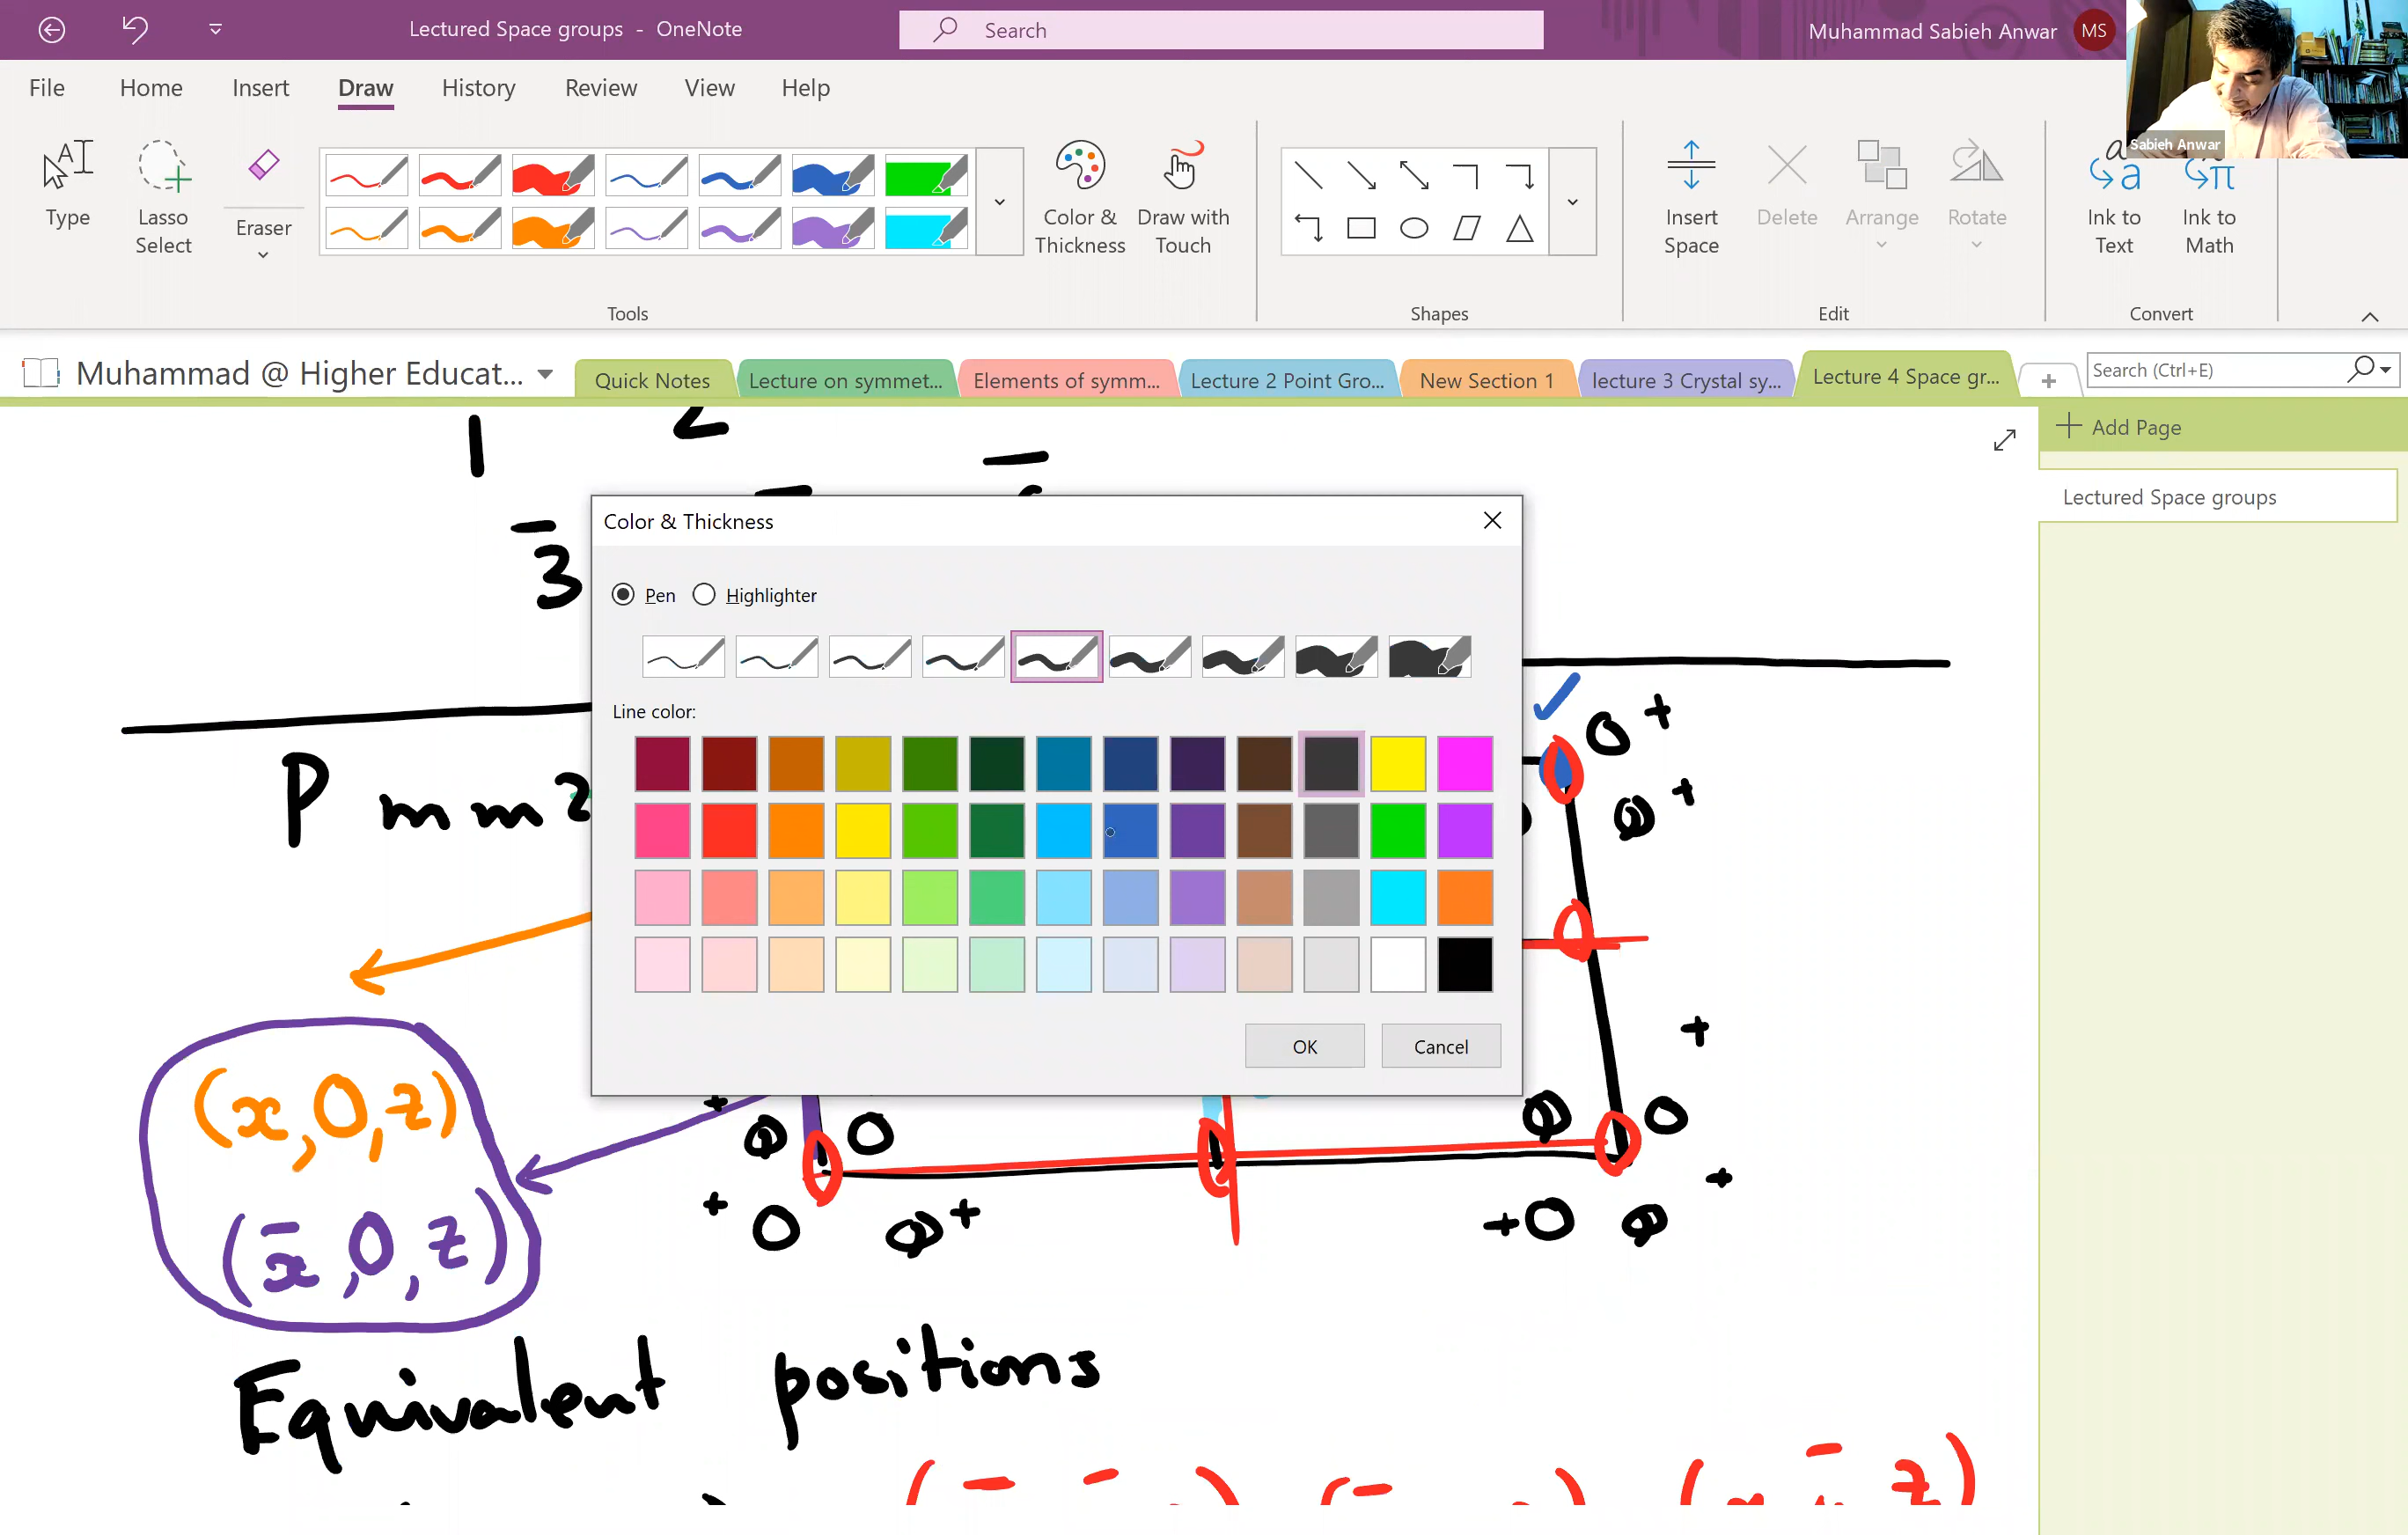 Lectured Space groups - OneNote
Search
Muhammad Sabieh Anwar
MS
Sabieh Anwar
File Home Insert Draw History Review View Help
Type
Lasso Select
Eraser
Color & Thickness
Draw with Touch
Insert Space
Delete
Arrange
Rotate
Ink to Text
Ink to Math
Tools
Shapes
Edit
Convert
Muhammad @ Higher Educat...
Quick Notes
Lecture on symmet...
Elements of symm...
Lecture 2 Point Gro...
New Section 1
lecture 3 Crystal sy...
Lecture 4 Space gr...
Search (Ctrl+E)
Add Page
Lectured Space groups
1 2
3̄
Color & Thickness
Pen Highlighter
Line color:
OK Cancel
P mm2
(x,0,z)
(x̄,0,z)
Equivalent positions